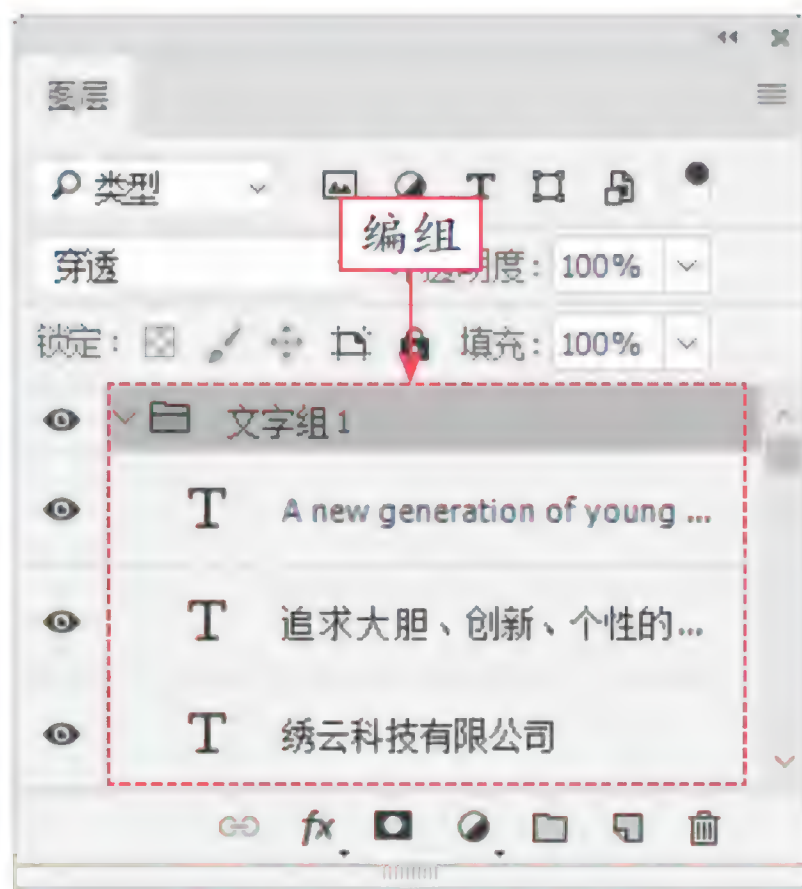 图层
类型
编组
穿透 透明度: 100%
锁定: 填充: 100%
文字组 1
T A new generation of young ...
T 追求大胆、创新、个性的...
T 绣云科技有限公司
fx